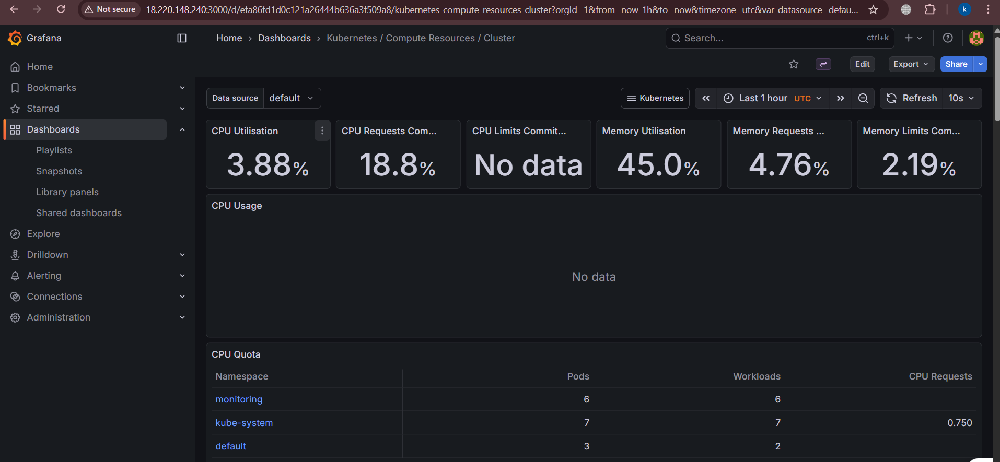 Not secure
18.220.148.240:3000/d/efa86fd1d0c121a26444b636a3f509a8/kubernetes-compute-resources-cluster?orgId=1&from=now-1h&to=now&timezone=utc&var-datasource=defau...
k
Grafana
Home › Dashboards › Kubernetes / Compute Resources / Cluster
Search... ctrl+k
Edit
Export
Share
Home
Bookmarks
Starred
Dashboards
Playlists
Snapshots
Library panels
Shared dashboards
Explore
Drilldown
Alerting
Connections
Administration
Data source default
Kubernetes
Last 1 hour UTC
Refresh 10s
CPU Utilisation
3.88%
CPU Requests Com...
18.8%
CPU Limits Commit...
No data
Memory Utilisation
45.0%
Memory Requests ...
4.76%
Memory Limits Com...
2.19%
CPU Usage
No data
CPU Quota
Namespace Pods Workloads CPU Requests
monitoring 6 6
kube-system 7 7 0.750
default 3 2